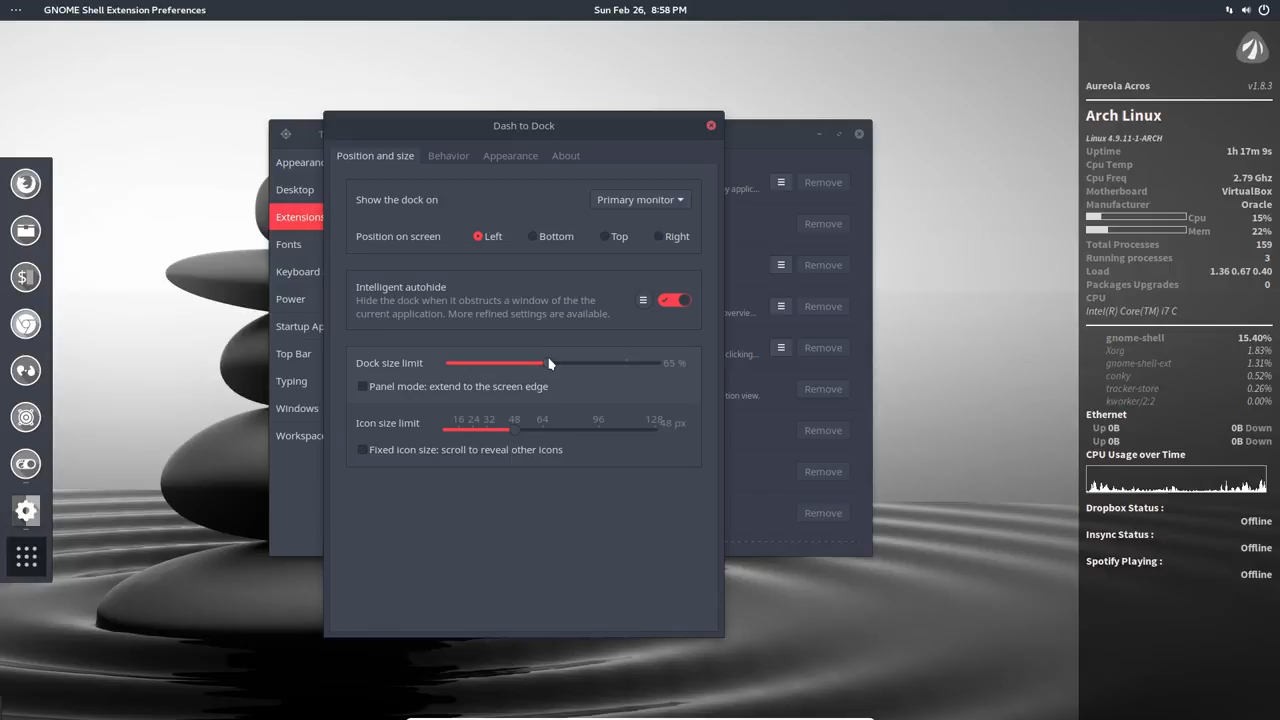 GNOME Shell Extension Preferences
Sun Feb 26, 8:58 PM
Dash to Dock
Position and size Behavior Appearance About
Show the dock on Primary monitor
Position on screen Left Bottom Top Right
Intelligent autohide
Hide the dock when it obstructs a window of the the
current application. More refined settings are available.
Dock size limit 65 %
Panel mode: extend to the screen edge
16 24 32 48 64 96 128
Icon size limit 48 px
Fixed icon size: scroll to reveal other icons
Desktop
Extensions
Fonts
Keyboard
Power
Top Bar
Typing
Windows
Remove
Remove
Remove
Remove
Remove
Remove
Remove
Remove
Remove
clicking...
ion view.
Aureola Acros v1.8.3
Arch Linux
Linux 4.9.11-1-ARCH
Uptime 1h 17m 9s
Cpu Temp
Cpu Freq 2.79 Ghz
Motherboard VirtualBox
Manufacturer Oracle
Cpu 15%
Mem 22%
Total Processes 159
Running processes 3
Load 1.36 0.67 0.40
Packages Upgrades 0
CPU
Intel(R) Core(TM) i7 C
gnome-shell 15.40%
Xorg 1.83%
gnome-shell-ext 1.31%
conky 0.52%
tracker-store 0.26%
kworker/2:2 0.00%
Ethernet
Up 0B 0B Down
Up 0B 0B Down
CPU Usage over Time
Dropbox Status :
Offline
Insync Status :
Offline
Spotify Playing :
Offline